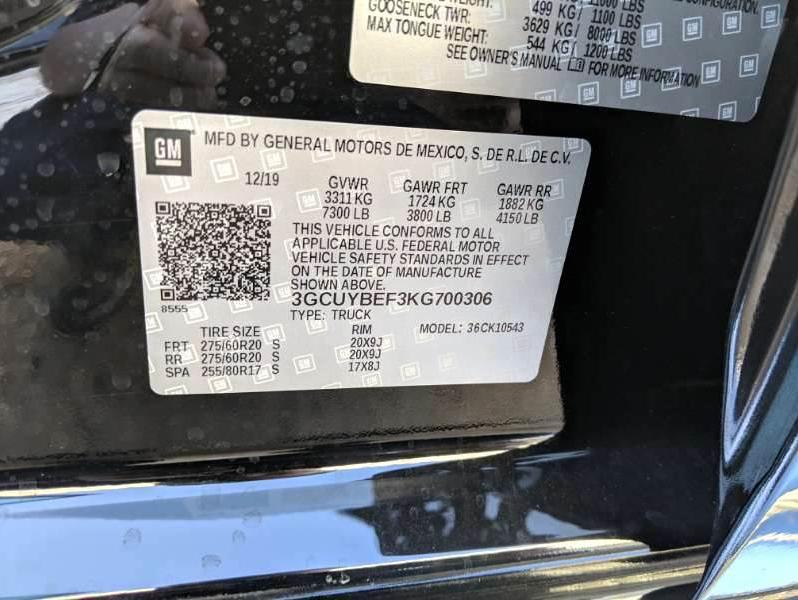 11000 LBS
GOOSENECK TWR: 499 KG / 1100 LBS
3629 KG / 8000 LBS
MAX TONGUE WEIGHT: 544 KG / 1200 LBS
SEE OWNER'S MANUAL FOR MORE INFORMATION
GM
MFD BY GENERAL MOTORS DE MEXICO, S. DE R.L. DE C.V.
12/19 GVWR GAWR FRT GAWR RR
3311 KG 1724 KG 1882 KG
7300 LB 3800 LB 4150 LB
THIS VEHICLE CONFORMS TO ALL
APPLICABLE U.S. FEDERAL MOTOR
VEHICLE SAFETY STANDARDS IN EFFECT
ON THE DATE OF MANUFACTURE
SHOWN ABOVE.
8555
3GCUYBEF3KG700306
TYPE: TRUCK MODEL: 36CK10543
TIRE SIZE RIM
FRT 275/60R20 S 20X9J
RR 275/60R20 S 20X9J
SPA 255/80R17 S 17X8J